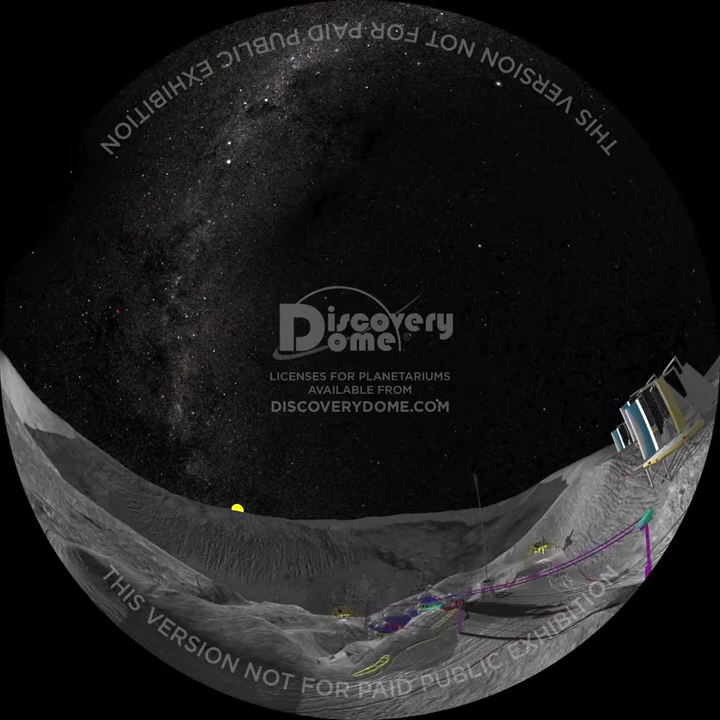 THIS VERSION NOT FOR PAID PUBLIC EXHIBITION
Discovery
Dome
LICENSES FOR PLANETARIUMS
AVAILABLE FROM
DISCOVERYDOME.COM
THIS VERSION NOT FOR PAID PUBLIC EXHIBITION